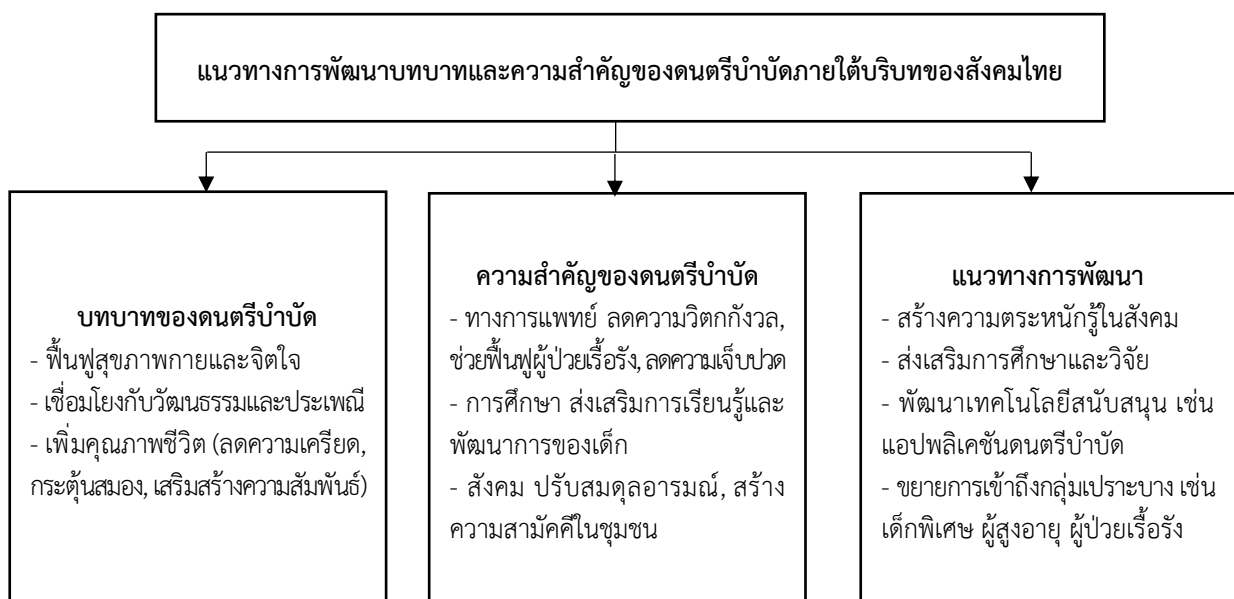 แนวทางการพัฒนาบทบาทและความสำคัญของดนตรีบำบัดภายใต้บริบทของสังคมไทย
บทบาทของดนตรีบำบัด
- ฟื้นฟูสุขภาพกายและจิตใจ
- เชื่อมโยงกับวัฒนธรรมและประเพณี
- เพิ่มคุณภาพชีวิต (ลดความเครียด,
กระตุ้นสมอง, เสริมสร้างความสัมพันธ์)
ความสำคัญของดนตรีบำบัด
- ทางการแพทย์ ลดความวิตกกังวล,
ช่วยฟื้นฟูผู้ป่วยเรื้อรัง, ลดความเจ็บปวด
- การศึกษา ส่งเสริมการเรียนรู้และ
พัฒนาการของเด็ก
- สังคม ปรับสมดุลอารมณ์, สร้าง
ความสามัคคีในชุมชน
แนวทางการพัฒนา
- สร้างความตระหนักรู้ในสังคม
- ส่งเสริมการศึกษาและวิจัย
- พัฒนาเทคโนโลยีสนับสนุน เช่น
แอปพลิเคชันดนตรีบำบัด
- ขยายการเข้าถึงกลุ่มเปราะบาง เช่น
เด็กพิเศษ ผู้สูงอายุ ผู้ป่วยเรื้อรัง